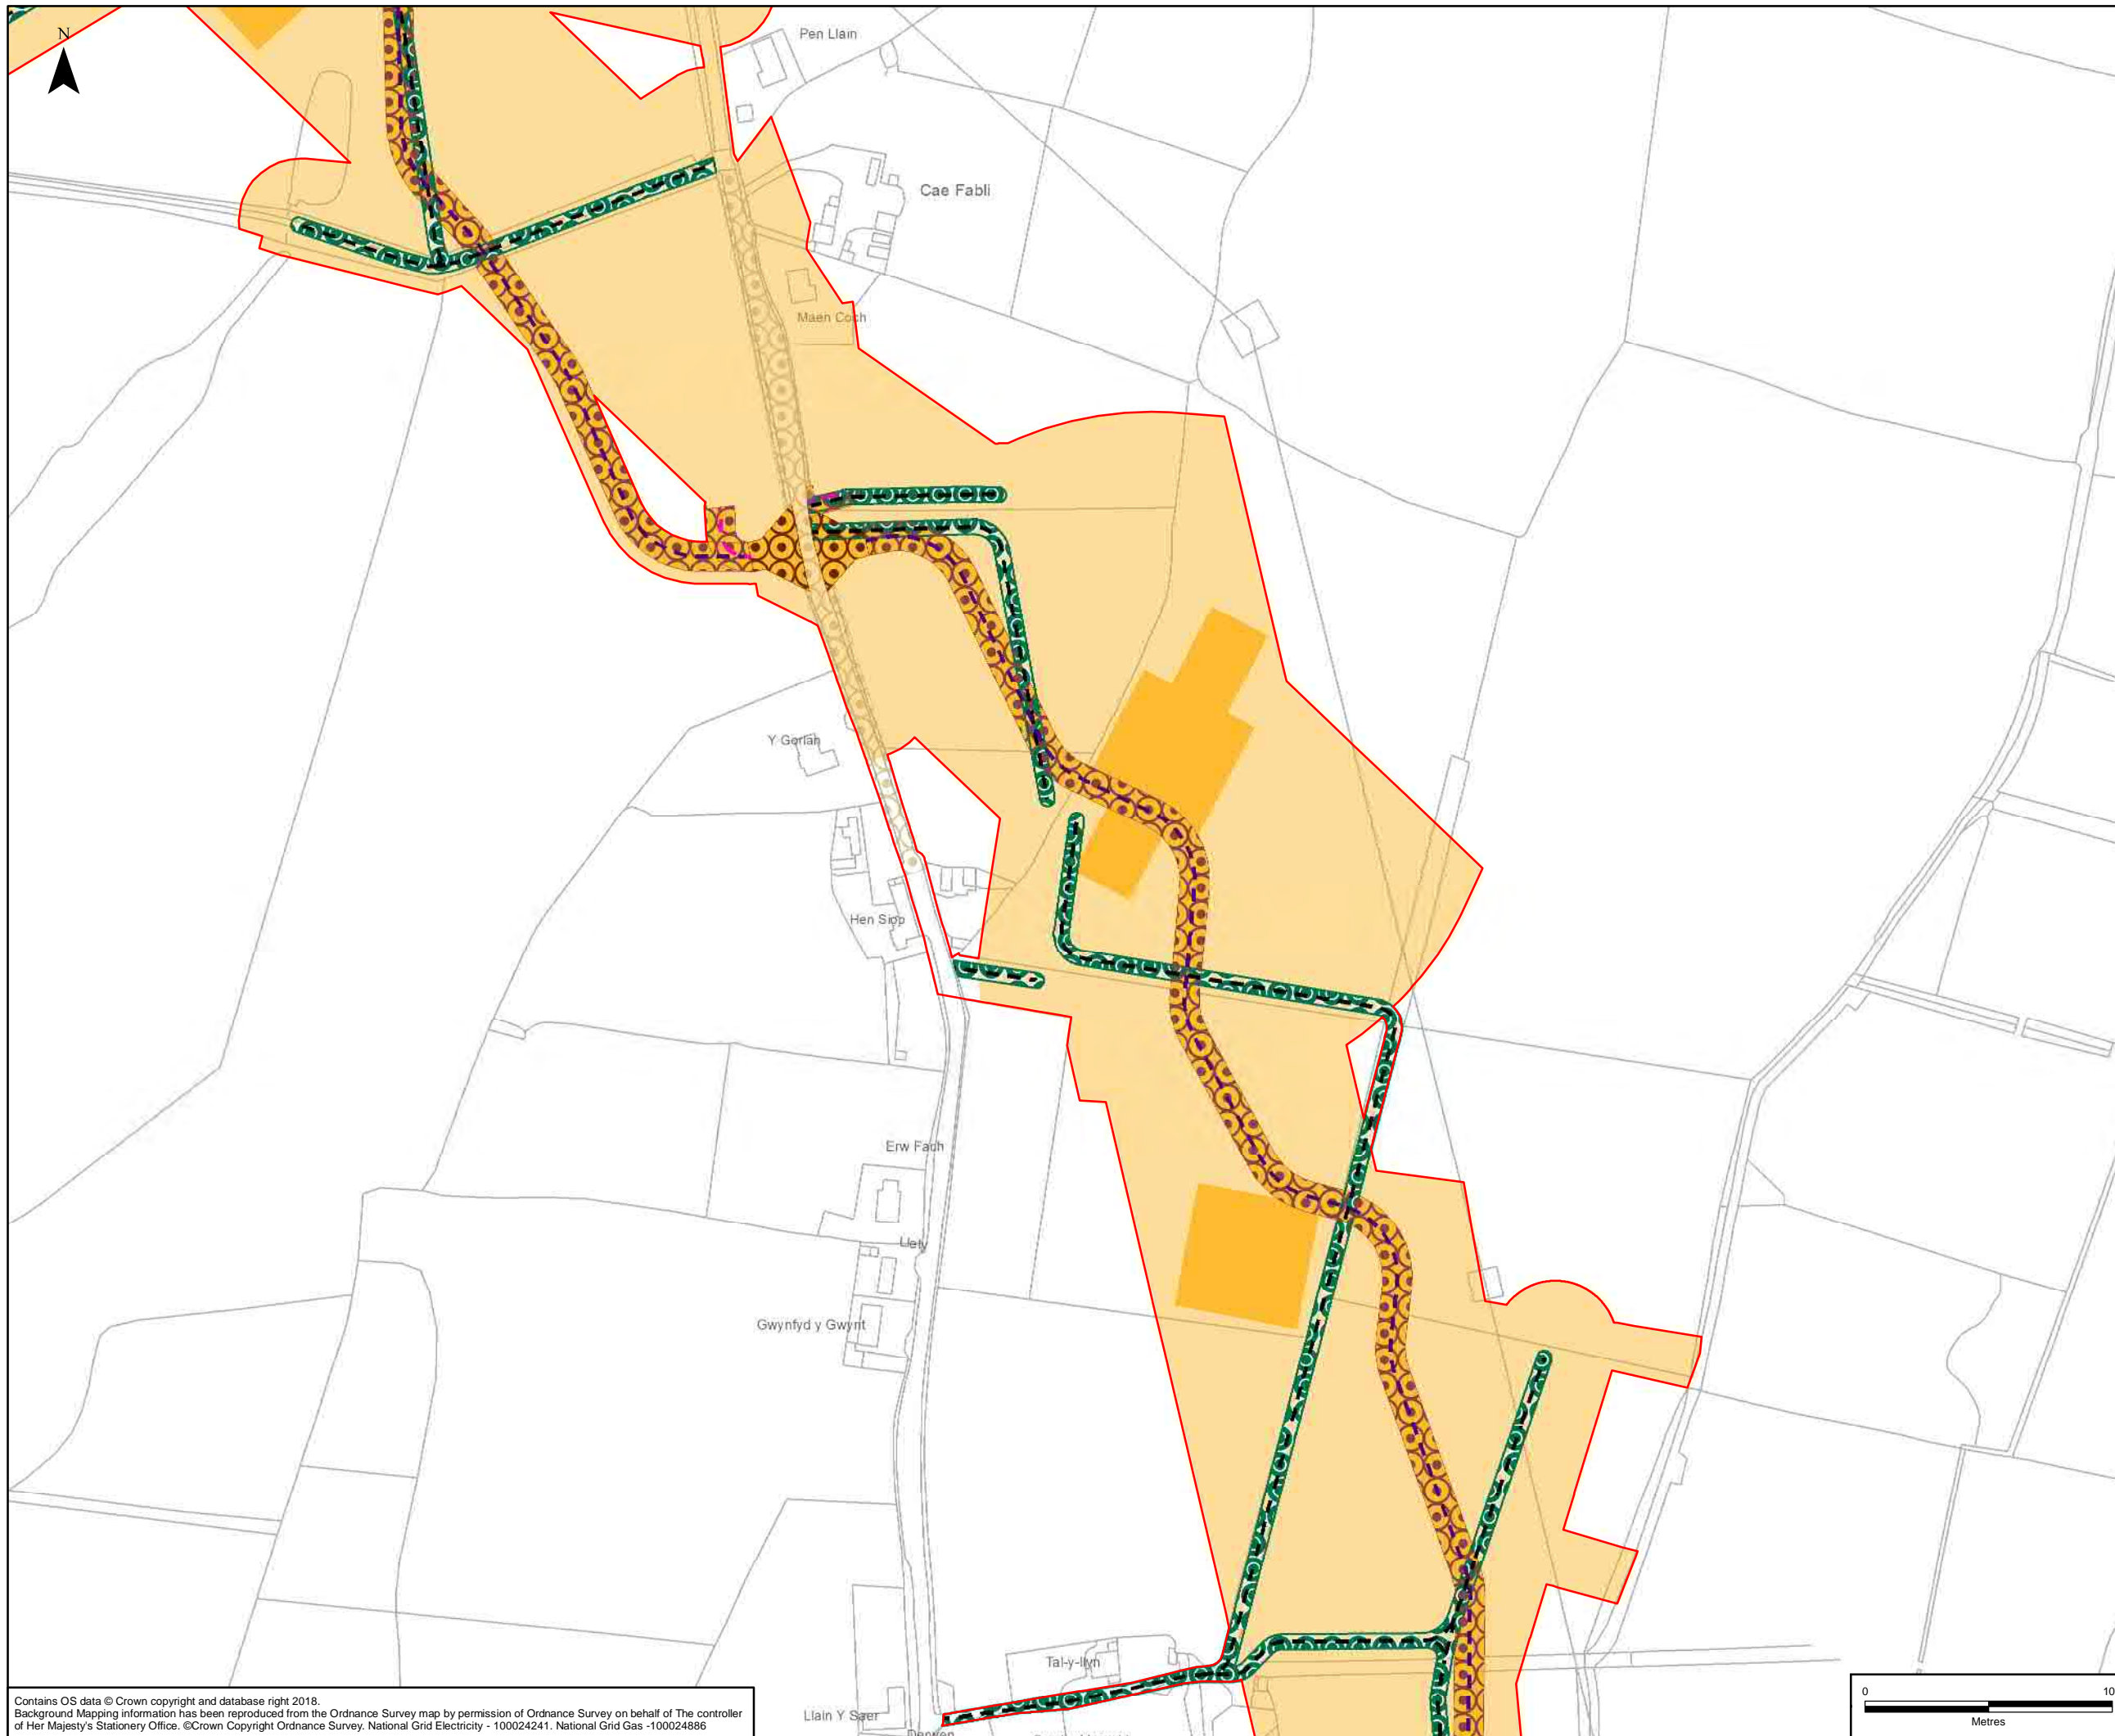 N
Pen Llain
Cae Fabli
Maen Coch
Y Gorlan
Hen Siop
Erw Fach
Llety
Gwynfyd y Gwynt
Tal-y-llyn
Llain Y Saer
Contains OS data © Crown copyright and database right 2018.
Background Mapping information has been reproduced from the Ordnance Survey map by permission of Ordnance Survey on behalf of The controller
of Her Majesty's Stationery Office. ©Crown Copyright Ordnance Survey. National Grid Electricity - 100024241. National Grid Gas -100024886
0 10
Metres